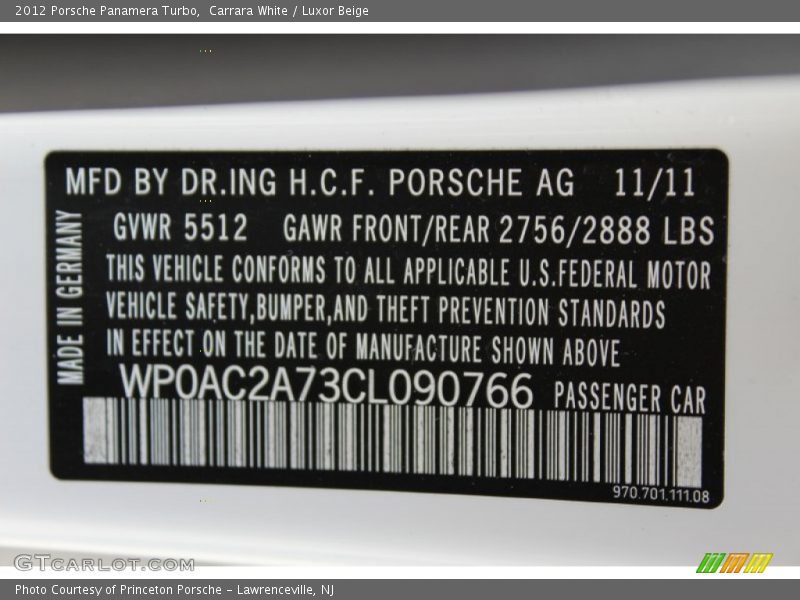 2012 Porsche Panamera Turbo,  Carrara White / Luxor Beige
MFD BY DR.ING H.C.F. PORSCHE AG 11/11
GVWR 5512 GAWR FRONT/REAR 2756/2888 LBS
THIS VEHICLE CONFORMS TO ALL APPLICABLE U.S.FEDERAL MOTOR
VEHICLE SAFETY,BUMPER,AND THEFT PREVENTION STANDARDS
IN EFFECT ON THE DATE OF MANUFACTURE SHOWN ABOVE
MADE IN GERMANY
WP0AC2A73CL090766 PASSENGER CAR
970.701.111.08
GTCARLOT.COM
Photo Courtesy of Princeton Porsche - Lawrenceville, NJ